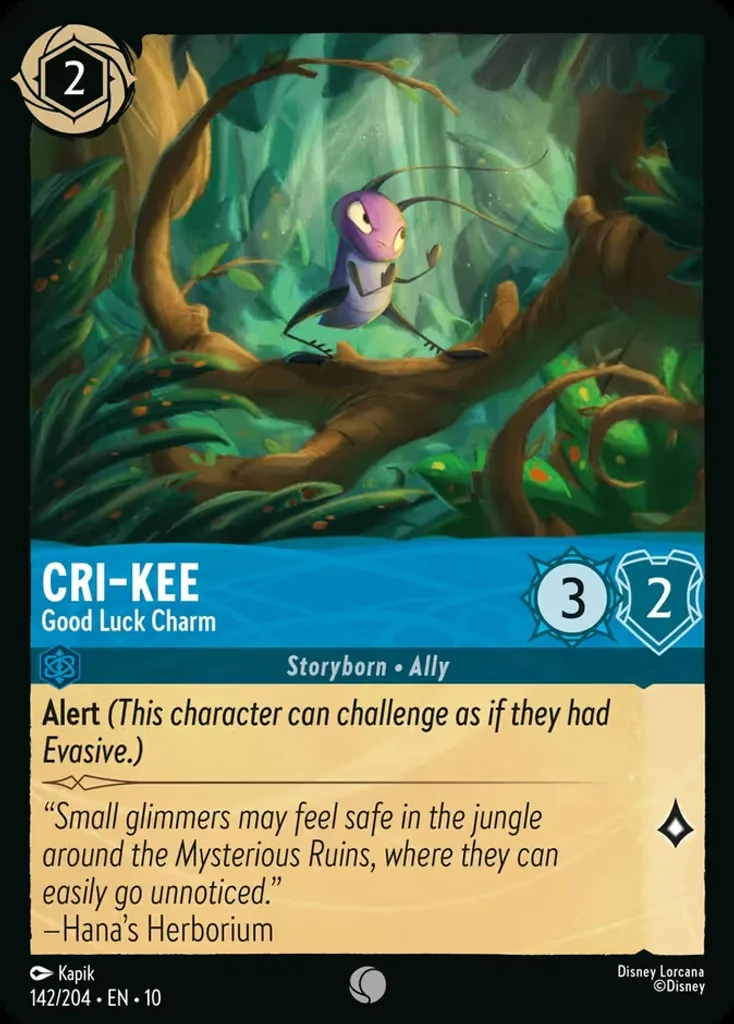 2
CRI-KEE
Good Luck Charm
3
2
Storyborn • Ally
Alert (This character can challenge as if they had
Evasive.)
“Small glimmers may feel safe in the jungle
around the Mysterious Ruins, where they can
easily go unnoticed.”
—Hana’s Herborium
Kapik
142/204 • EN • 10
Disney Lorcana
©Disney